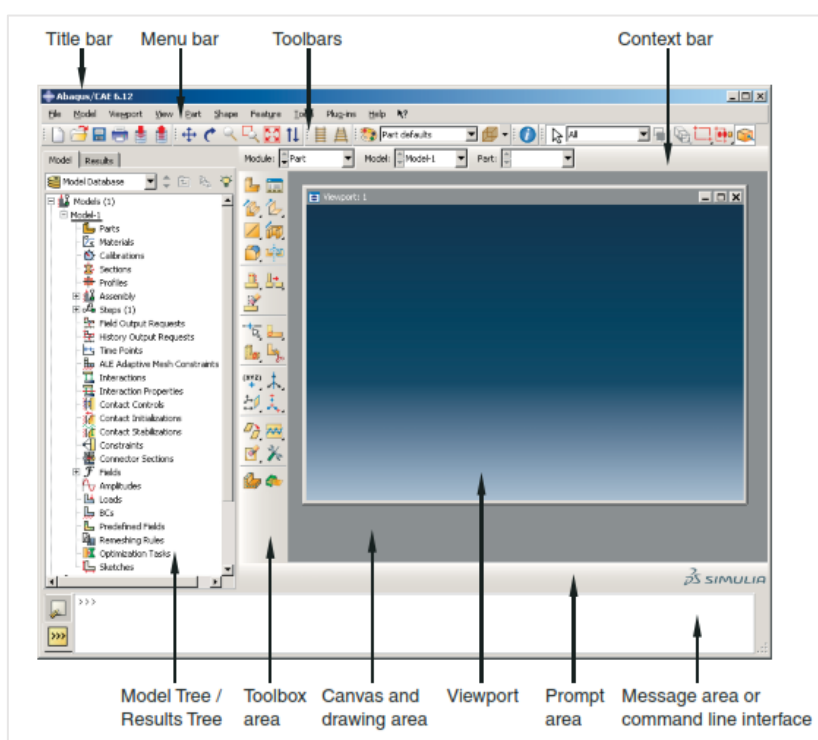 Title bar Menu bar Toolbars Context bar
Abaqus/CAE 6.12
File Model Viewport View Part Shape Feature Tools Plug-ins Help
Part defaults All
Model Results Module: Part Model: Model-1 Part:
Model Database
Viewport: 1
Models (1)
Model-1
Parts
Materials
Calibrations
Sections
Profiles
Assembly
Steps (1)
Field Output Requests
History Output Requests
Time Points
ALE Adaptive Mesh Constraints
Interactions
Interaction Properties
Contact Controls
Contact Initializations
Contact Stabilizations
Constraints
Connector Sections
Fields
Amplitudes
Loads
BCs
Predefined Fields
Remeshing Rules
Optimization Tasks
Sketches
(XYZ)
SIMULIA
>>>
>>>
Model Tree / Toolbox Canvas and Viewport Prompt Message area or
Results Tree area drawing area area command line interface